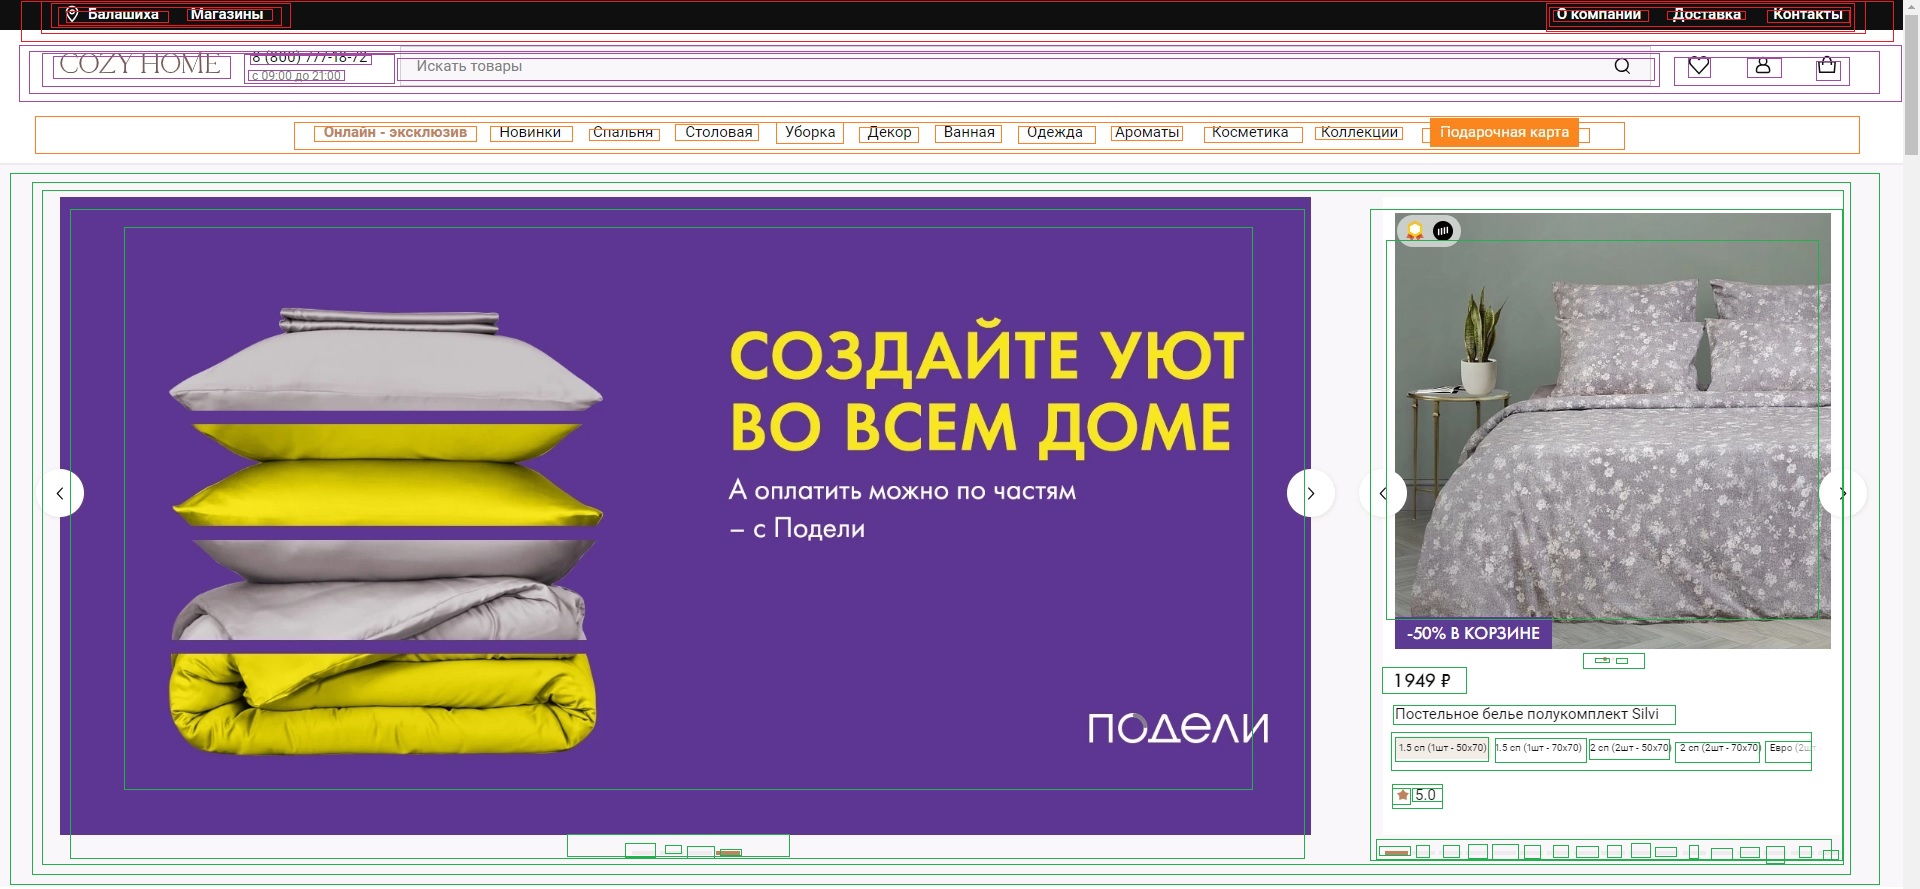 Балашиха
Магазины
О компании
Доставка
Контакты
COZY HOME
8 (800) 777-18-72
с 09:00 до 21:00
Искать товары
Онлайн - эксклюзив
Новинки
Спальня
Столовая
Уборка
Декор
Ванная
Одежда
Ароматы
Косметика
Коллекции
Подарочная карта
СОЗДАЙТЕ УЮТ
ВО ВСЕМ ДОМЕ
А оплатить можно по частям
– с Подели
подели
-50% В КОРЗИНЕ
1 949 ₽
Постельное белье полукомплект Silvi
1.5 сп (1шт - 50x70)
1.5 сп (1шт - 70x70)
2 сп (2шт - 50x70)
2 сп (2шт - 70x70)
Евро (2шт
5.0